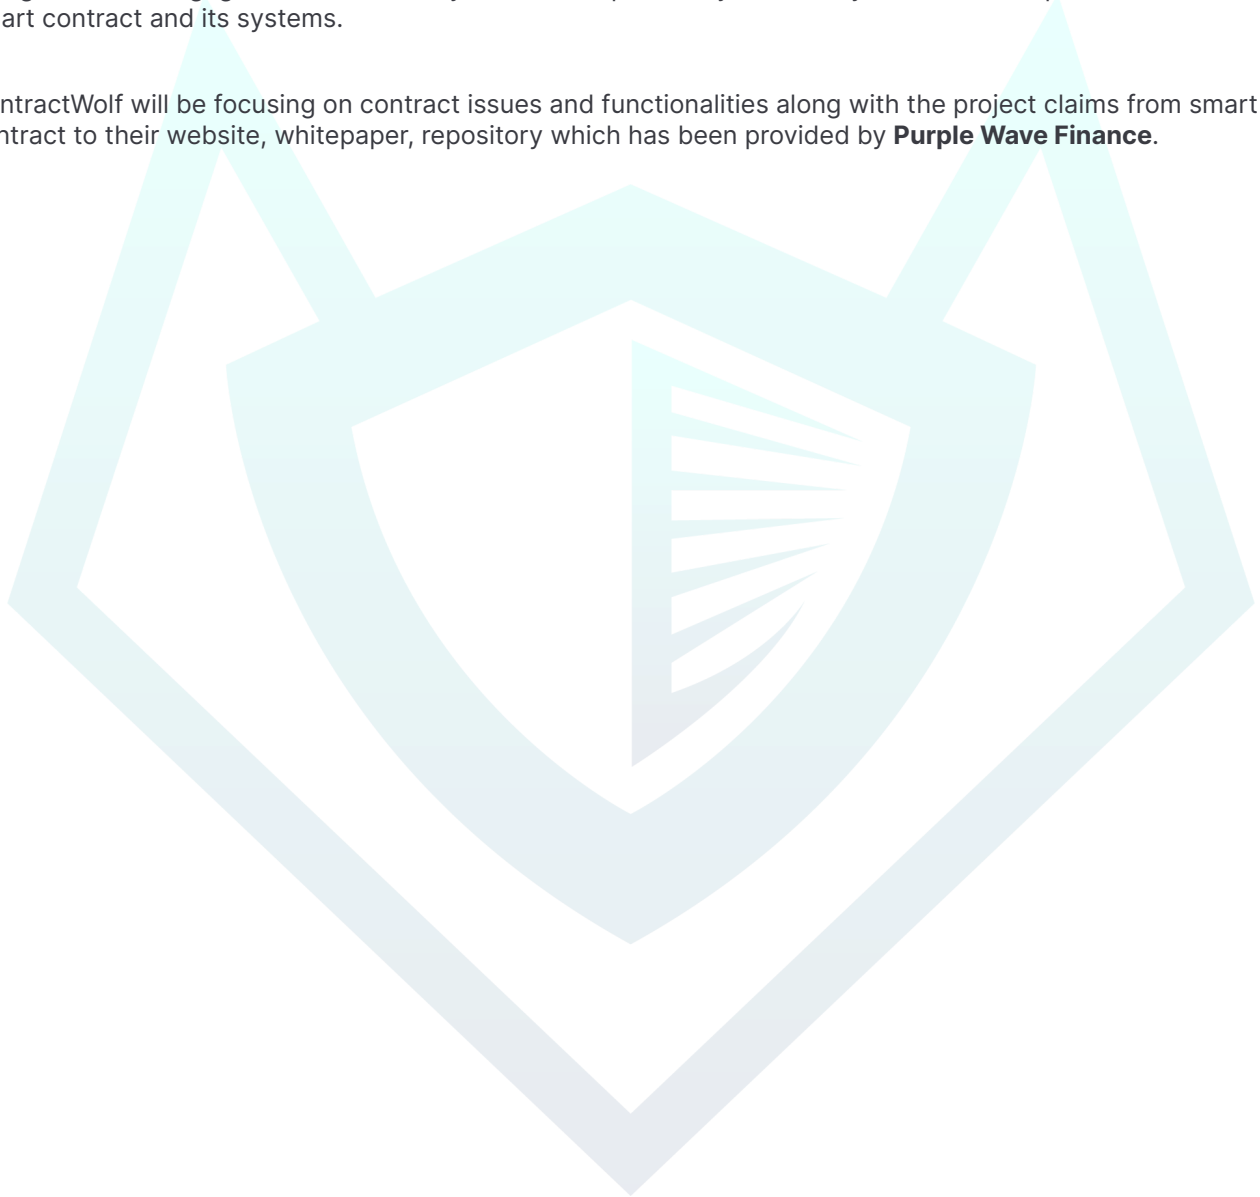 art contract and its systems.
ntractWolf will be focusing on contract issues and functionalities along with the project claims from smart
ntract to their website, whitepaper, repository which has been provided by Purple Wave Finance.